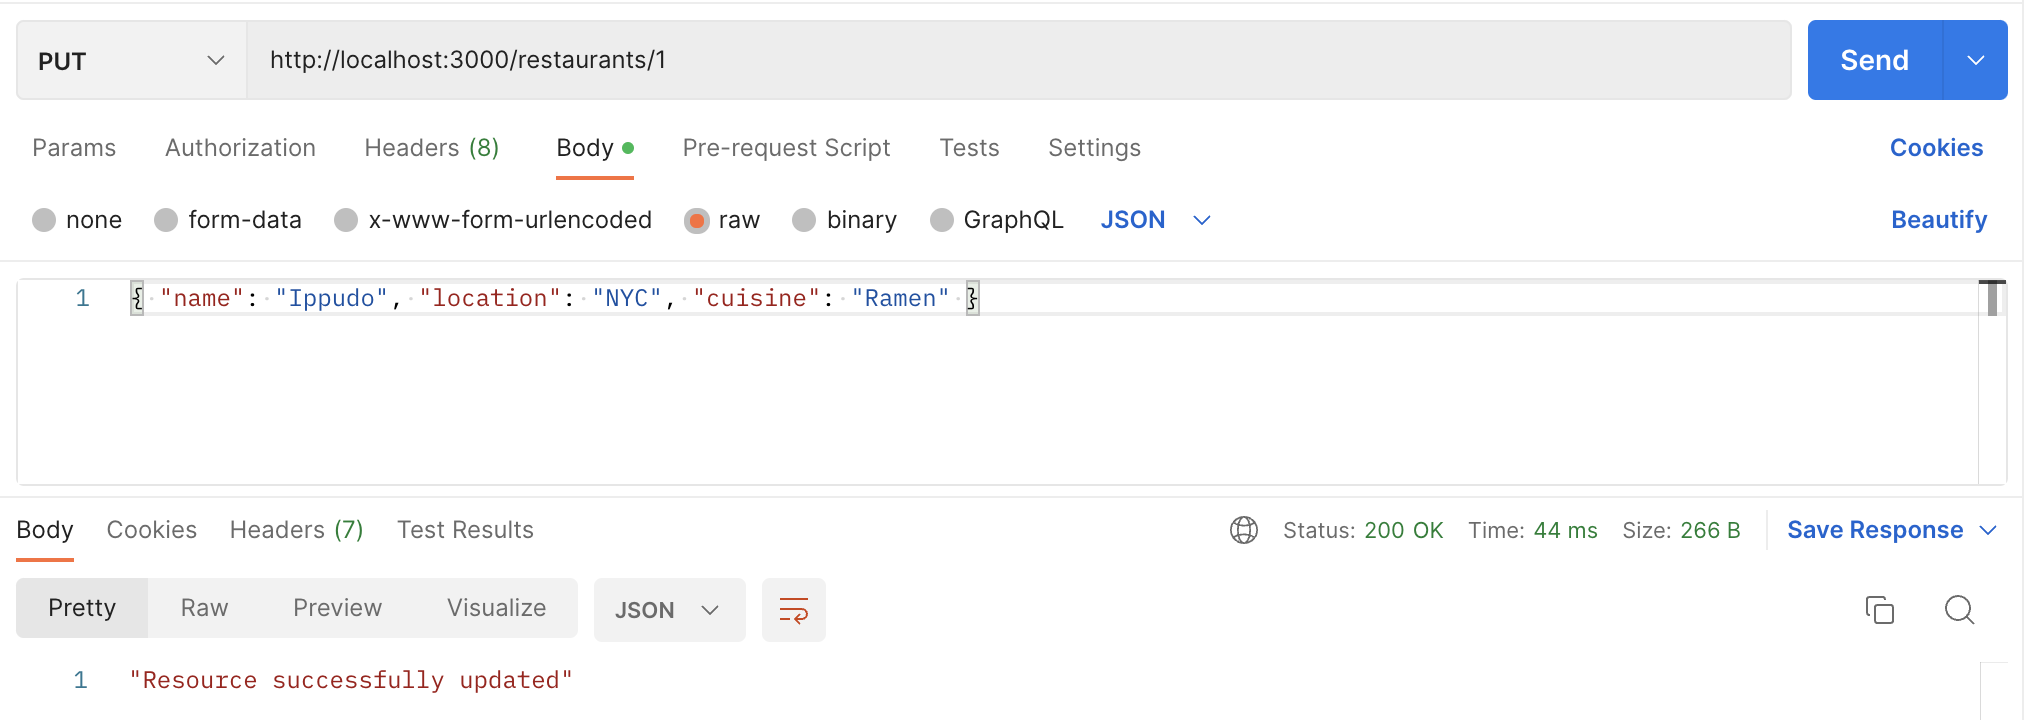 PUT http://localhost:3000/restaurants/1 Send
Params Authorization Headers (8) Body Pre-request Script Tests Settings Cookies
none form-data x-www-form-urlencoded raw binary GraphQL JSON Beautify
1 { "name": "Ippudo", "location": "NYC", "cuisine": "Ramen" }
Body Cookies Headers (7) Test Results Status: 200 OK Time: 44 ms Size: 266 B Save Response
Pretty Raw Preview Visualize JSON
1 "Resource successfully updated"